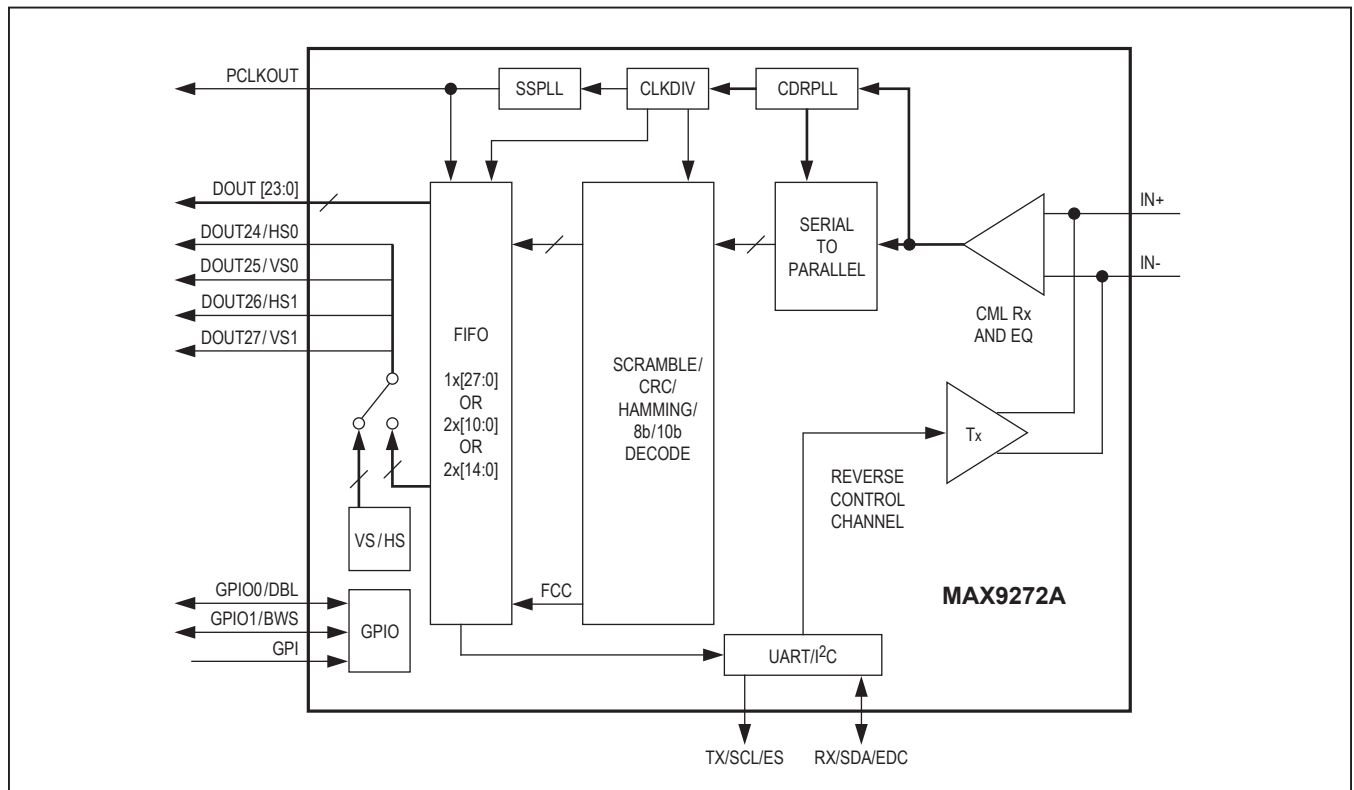 PCLKOUT
SSPLL
CLKDIV
CDRPLL
DOUT [23:0]
DOUT24/HS0
DOUT25/VS0
DOUT26/HS1
DOUT27/VS1
FIFO
1x[27:0]
OR
2x[10:0]
OR
2x[14:0]
SCRAMBLE/
CRC/
HAMMING/
8b/10b
DECODE
SERIAL
TO
PARALLEL
IN+
IN-
CML Rx
AND EQ
Tx
REVERSE
CONTROL
CHANNEL
VS/HS
FCC
MAX9272A
GPIO0/DBL
GPIO1/BWS
GPI
GPIO
UART/I²C
TX/SCL/ES
RX/SDA/EDC